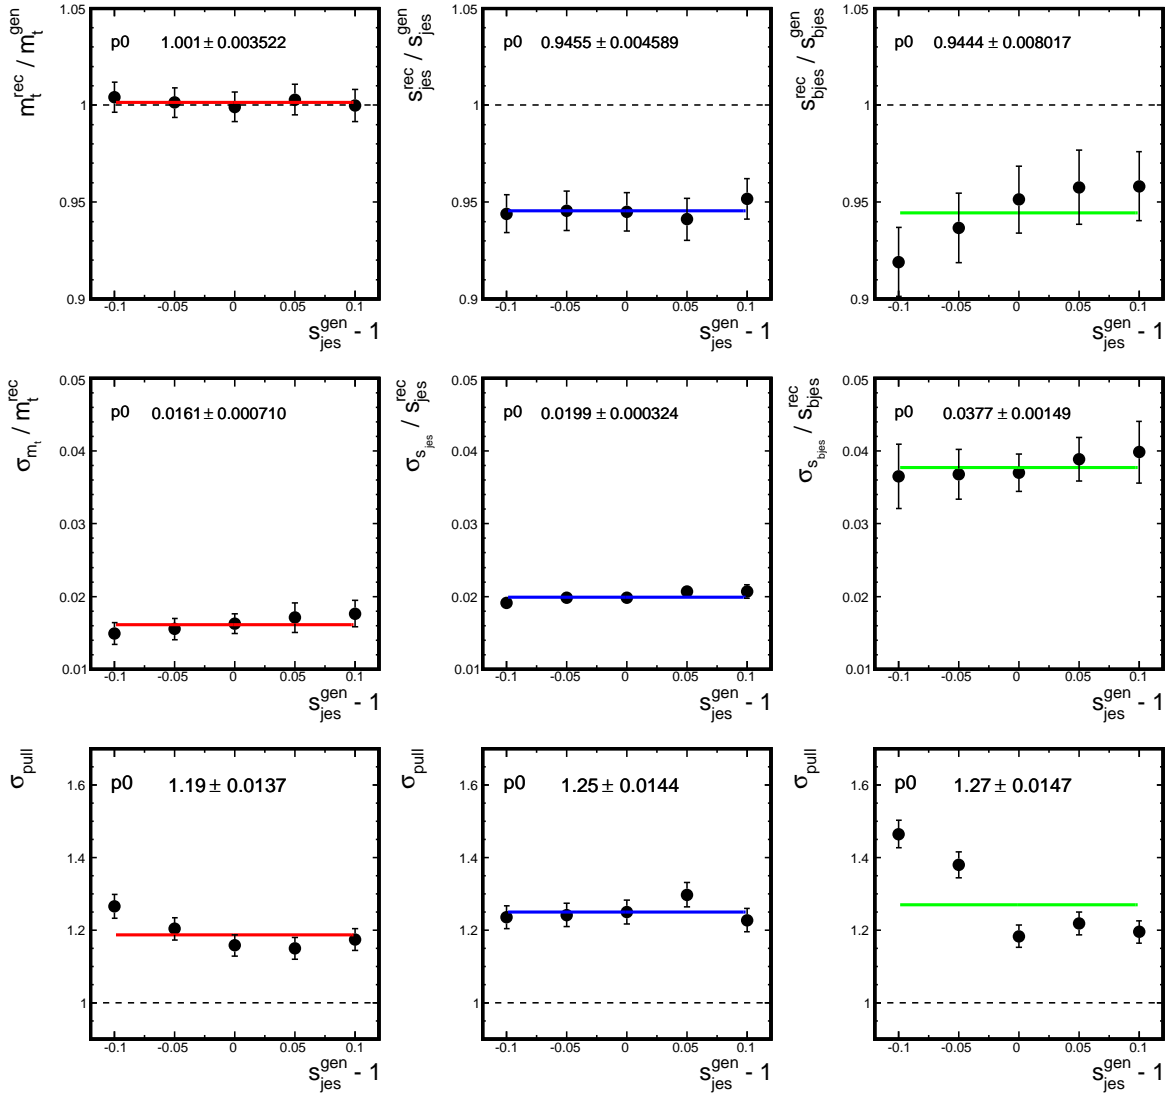 m_t^rec / m_t^gen
1.05
1
0.95
0.9
p0 1.001 ± 0.003522
-0.1 -0.05 0 0.05 0.1
s_jes^gen - 1
s_jes^rec / s_jes^gen
1.05
1
0.95
0.9
p0 0.9455 ± 0.004589
-0.1 -0.05 0 0.05 0.1
s_jes^gen - 1
s_bjes^rec / s_bjes^gen
1.05
1
0.95
0.9
p0 0.9444 ± 0.008017
-0.1 -0.05 0 0.05 0.1
s_jes^gen - 1
σ_m_t / m_t^rec
0.05
0.04
0.03
0.02
0.01
p0 0.0161 ± 0.000710
-0.1 -0.05 0 0.05 0.1
s_jes^gen - 1
σ_s_jes / s_jes^rec
0.05
0.04
0.03
0.02
0.01
p0 0.0199 ± 0.000324
-0.1 -0.05 0 0.05 0.1
s_jes^gen - 1
σ_s_bjes / s_bjes^rec
0.05
0.04
0.03
0.02
0.01
p0 0.0377 ± 0.00149
-0.1 -0.05 0 0.05 0.1
s_jes^gen - 1
σ_pull
1.6
1.4
1.2
1
p0 1.19 ± 0.0137
-0.1 -0.05 0 0.05 0.1
s_jes^gen - 1
σ_pull
1.6
1.4
1.2
1
p0 1.25 ± 0.0144
-0.1 -0.05 0 0.05 0.1
s_jes^gen - 1
σ_pull
1.6
1.4
1.2
1
p0 1.27 ± 0.0147
-0.1 -0.05 0 0.05 0.1
s_jes^gen - 1